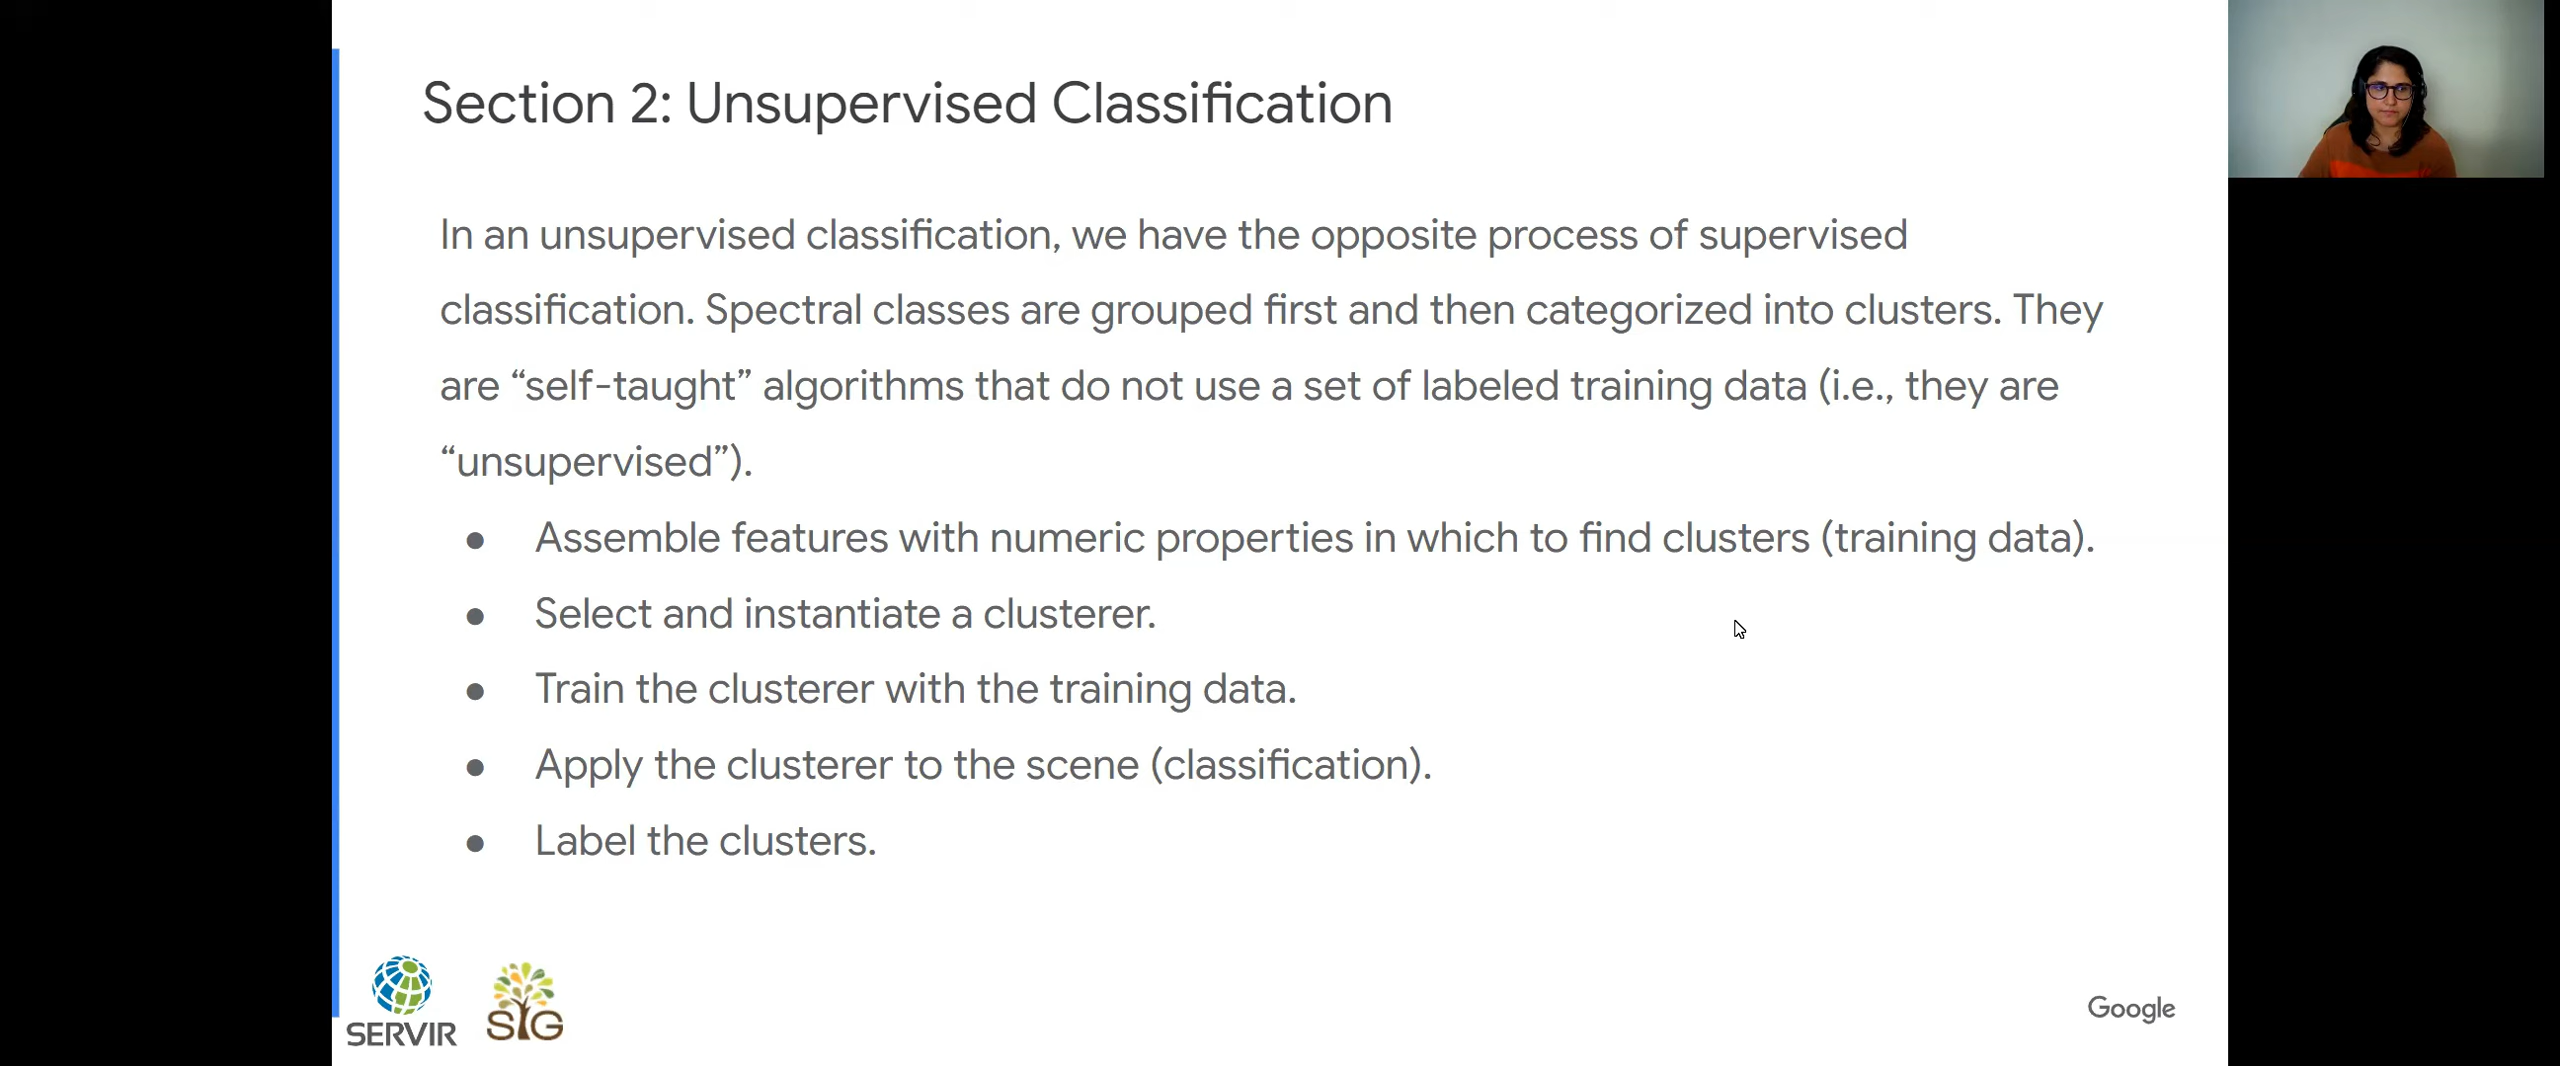 Section 2: Unsupervised Classification
In an unsupervised classification, we have the opposite process of supervised
classification. Spectral classes are grouped first and then categorized into clusters. They
are “self-taught” algorithms that do not use a set of labeled training data (i.e., they are
“unsupervised”).
● Assemble features with numeric properties in which to find clusters (training data).
● Select and instantiate a clusterer.
● Train the clusterer with the training data.
● Apply the clusterer to the scene (classification).
● Label the clusters.
SERVIR
SIG
Google